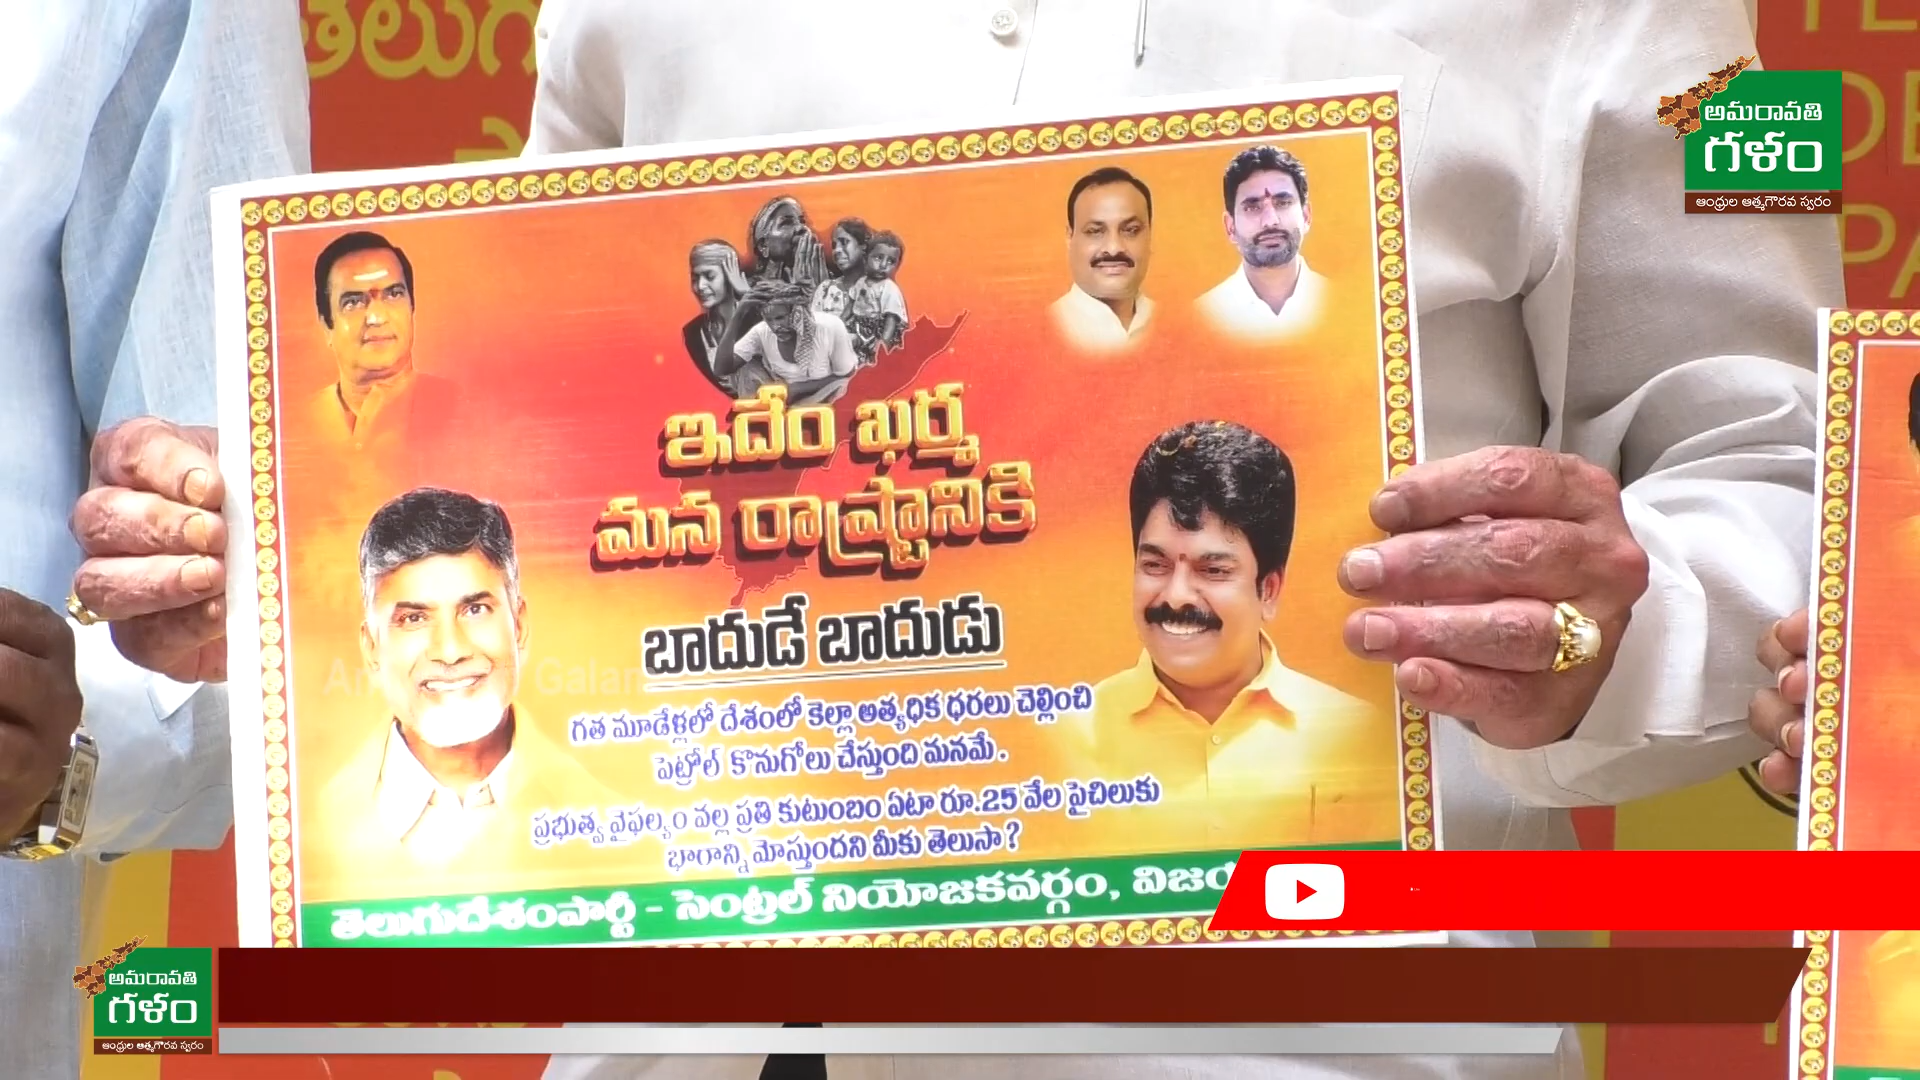 తెలుగు
అమరావతి
గళం
ఆంధ్రుల ఆత్మగౌరవ స్వరం
ఇదేం ఖర్మ
మన రాష్ట్రానికి
బాదుడే బాదుడు
గత మూడేళ్లలో దేశంలో కెల్లా అత్యధిక ధరలు చెల్లించి
పెట్రోల్ కొనుగోలు చేస్తుంది మనమే.
ప్రభుత్వ వైఫల్యం వల్ల ప్రతి కుటుంబం ఏటా రూ.25 వేల పైచిలుకు
భాగాన్ని మోస్తుందని మీకు తెలుసా?
తెలుగుదేశంపార్టీ - సెంట్రల్ నియోజకవర్గం, విజయ
అమరావతి
గళం
ఆంధ్రుల ఆత్మగౌరవ స్వరం